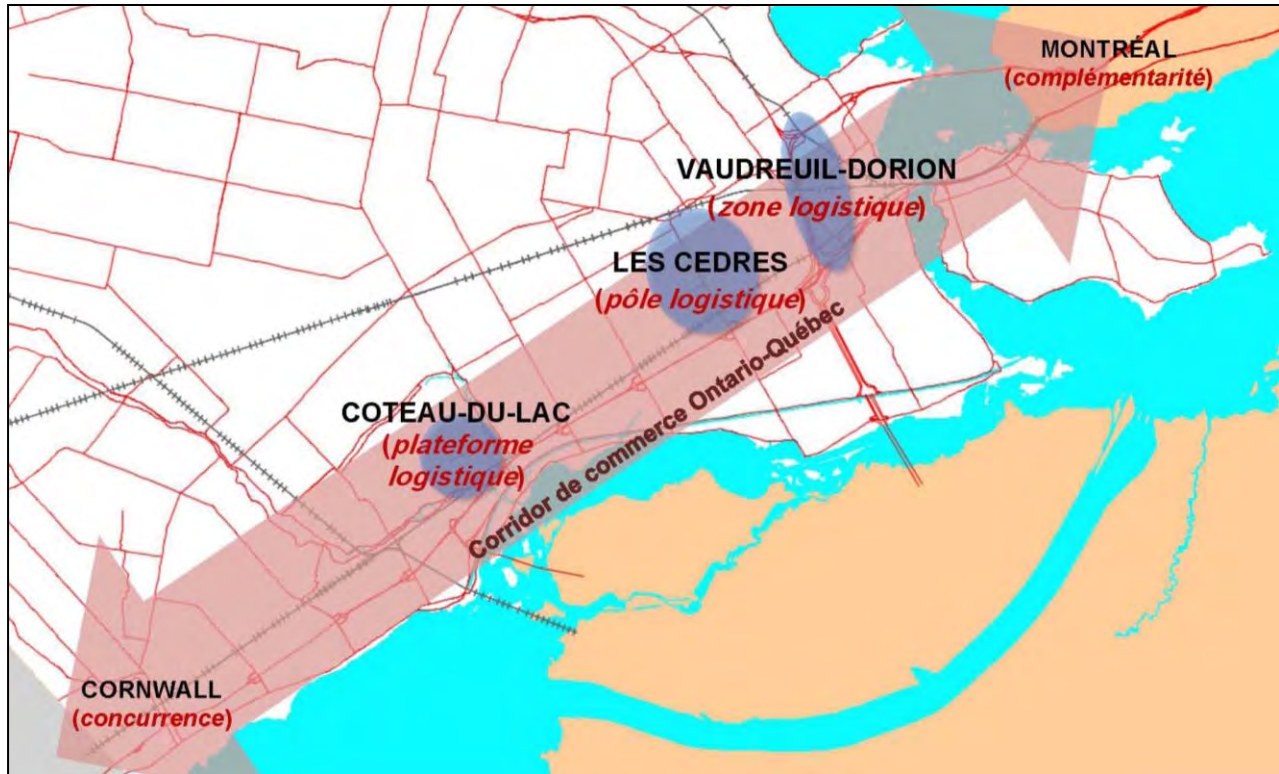 MONTRÉAL
(complémentarité)
VAUDREUIL-DORION
(zone logistique)
LES CEDRES
(pôle logistique)
COTEAU-DU-LAC
(plateforme
logistique)
Corridor de commerce Ontario-Québec
CORNWALL
(concurrence)